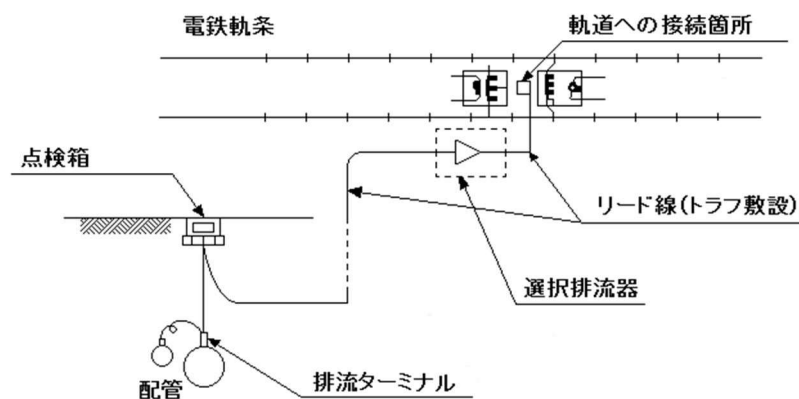 電鉄軌条
軌道への接続箇所
点検箱
リード線(トラフ敷設)
選択排流器
配管
排流ターミナル